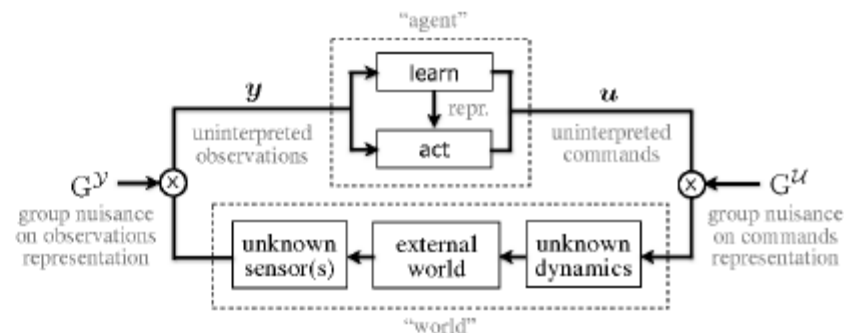 "agent"
learn
repr.
act
y
uninterpreted
observations
u
uninterpreted
commands
G^Y
group nuisance
on observations
representation
G^U
group nuisance
on commands
representation
x
x
unknown
sensor(s)
external
world
unknown
dynamics
"world"